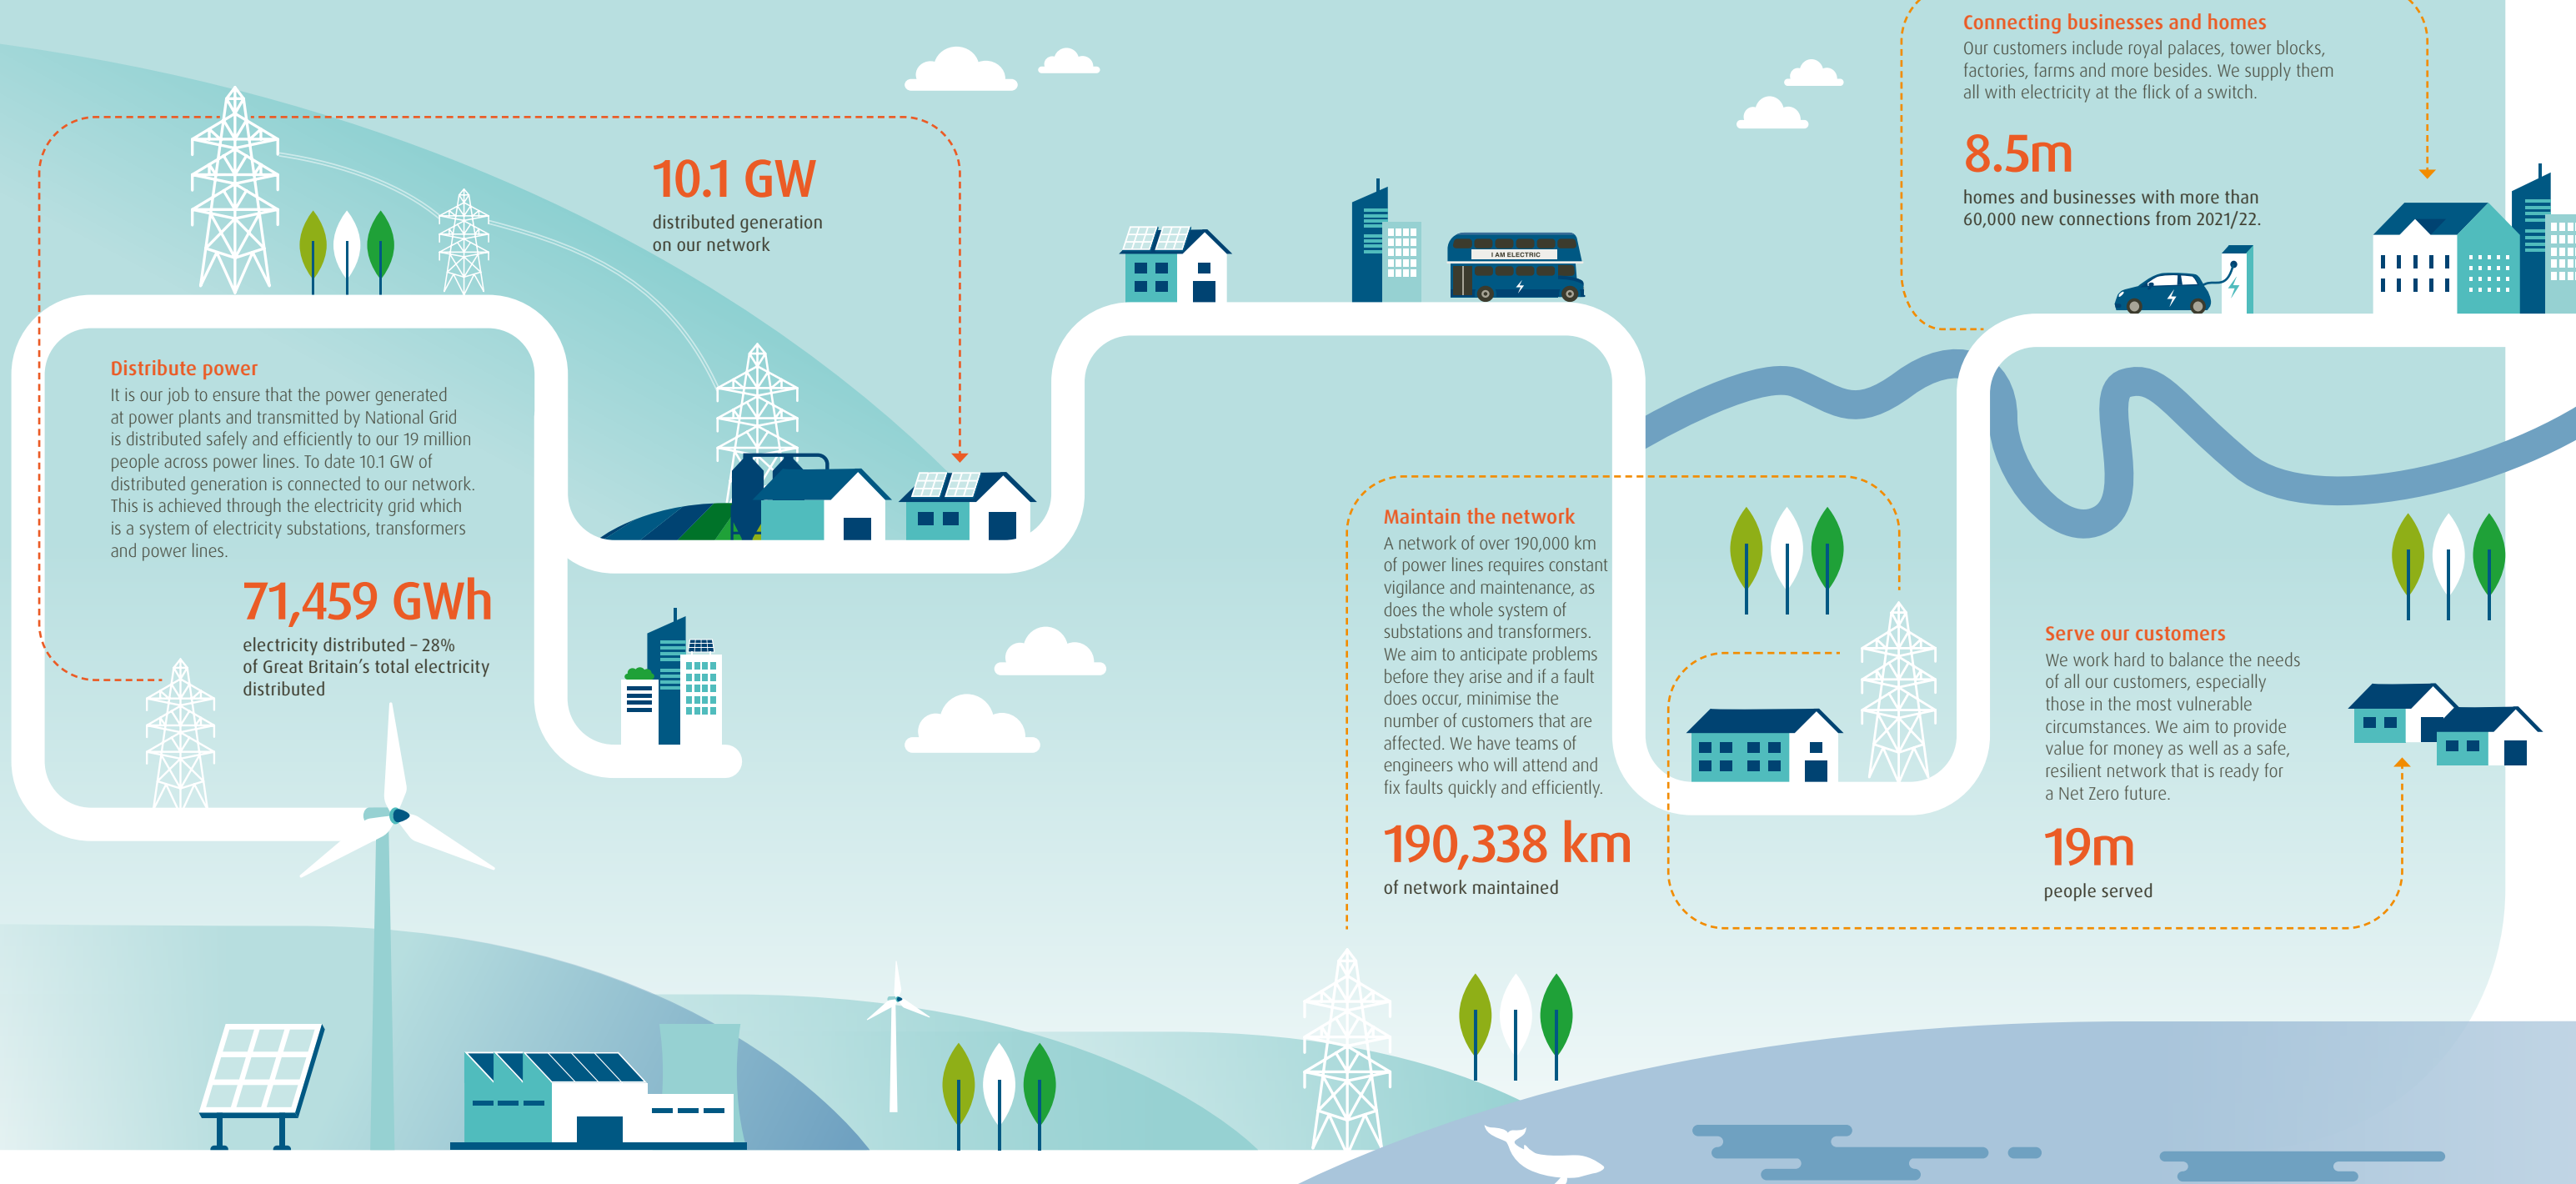 Distribute power
It is our job to ensure that the power generated
at power plants and transmitted by National Grid
is distributed safely and efficiently to our 19 million
people across power lines. To date 10.1 GW of
distributed generation is connected to our network.
This is achieved through the electricity grid which
is a system of electricity substations, transformers
and power lines.
71,459 GWh
electricity distributed – 28%
of Great Britain’s total electricity
distributed
10.1 GW
distributed generation
on our network
I AM ELECTRIC
Maintain the network
A network of over 190,000 km
of power lines requires constant
vigilance and maintenance, as
does the whole system of
substations and transformers.
We aim to anticipate problems
before they arise and if a fault
does occur, minimise the
number of customers that are
affected. We have teams of
engineers who will attend and
fix faults quickly and efficiently.
190,338 km
of network maintained
Connecting businesses and homes
Our customers include royal palaces, tower blocks,
factories, farms and more besides. We supply them
all with electricity at the flick of a switch.
8.5m
homes and businesses with more than
60,000 new connections from 2021/22.
Serve our customers
We work hard to balance the needs
of all our customers, especially
those in the most vulnerable
circumstances. We aim to provide
value for money as well as a safe,
resilient network that is ready for
a Net Zero future.
19m
people served